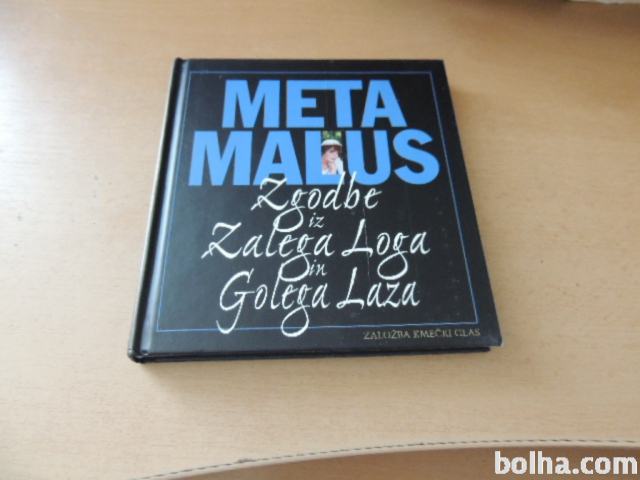 META
MALUS
Zgodbe
iz
Zalega Loga
in
Golega Laza
ZALOŽBA KMEČKI GLAS
bolha.com